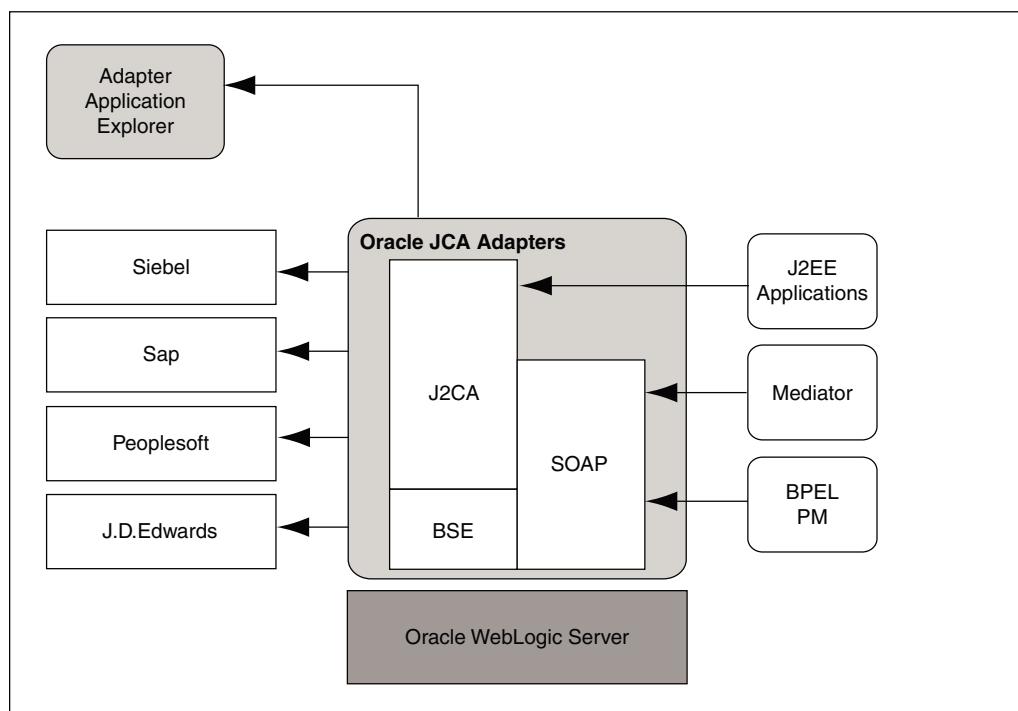 Adapter
Application
Explorer
Oracle JCA Adapters
Siebel
Sap
Peoplesoft
J.D.Edwards
J2CA
BSE
SOAP
J2EE
Applications
Mediator
BPEL
PM
Oracle WebLogic Server